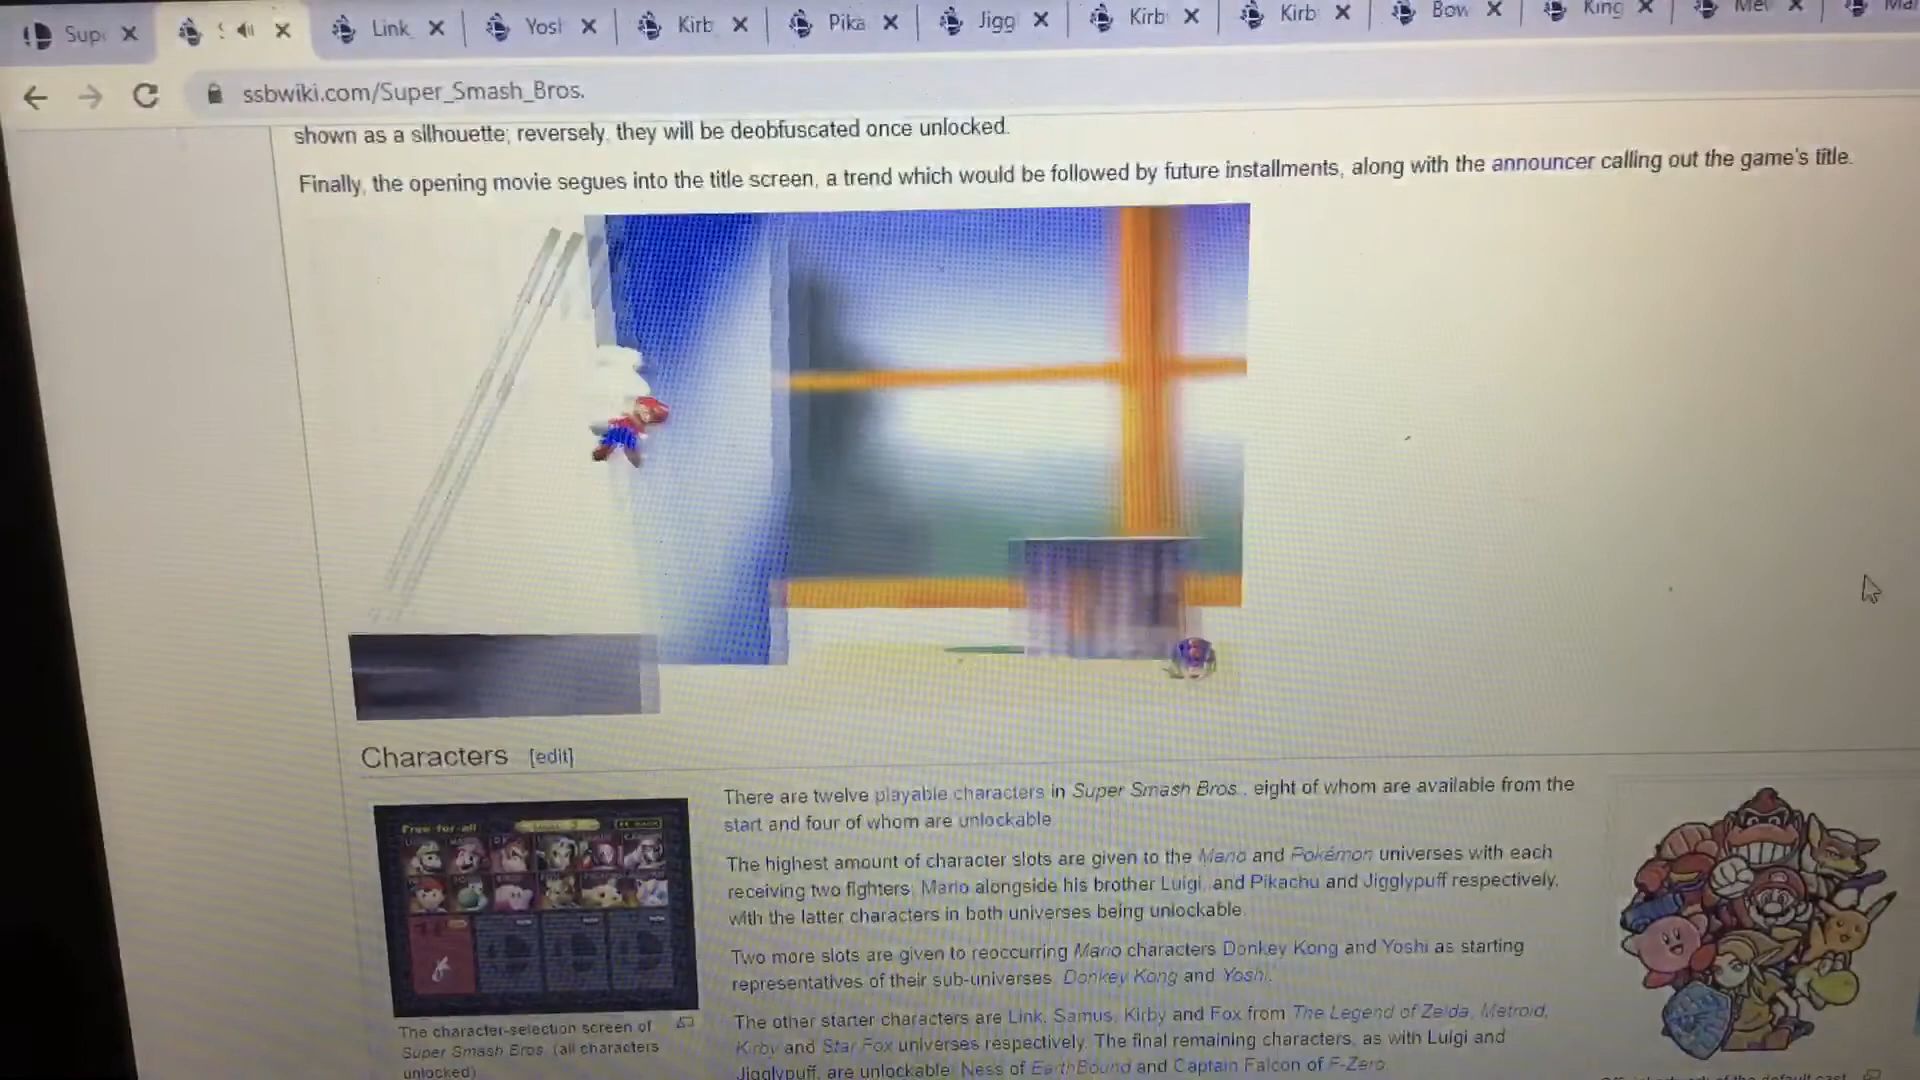 Sup
Link
Yosl
Kirb
Pika
Jigg
Kirb
Kirb
Bow
King
ssbwiki.com/Super_Smash_Bros.
shown as a silhouette; reversely, they will be deobfuscated once unlocked.
Finally, the opening movie segues into the title screen, a trend which would be followed by future installments, along with the announcer calling out the game's title.
Characters [edit]
There are twelve playable characters in Super Smash Bros., eight of whom are available from the
start and four of whom are unlockable.
The highest amount of character slots are given to the Mario and Pokémon universes with each
receiving two fighters; Mario alongside his brother Luigi, and Pikachu and Jigglypuff respectively,
with the latter characters in both universes being unlockable.
Two more slots are given to reoccurring Mario characters Donkey Kong and Yoshi as starting
representatives of their sub-universes, Donkey Kong and Yoshi.
The other starter characters are Link, Samus, Kirby and Fox from The Legend of Zelda, Metroid,
Kirby and Star Fox universes respectively. The final remaining characters, as with Luigi and
Jigglypuff, are unlockable: Ness of EarthBound and Captain Falcon of F-Zero.
Free-for-all
The character-selection screen of
Super Smash Bros. (all characters
unlocked)